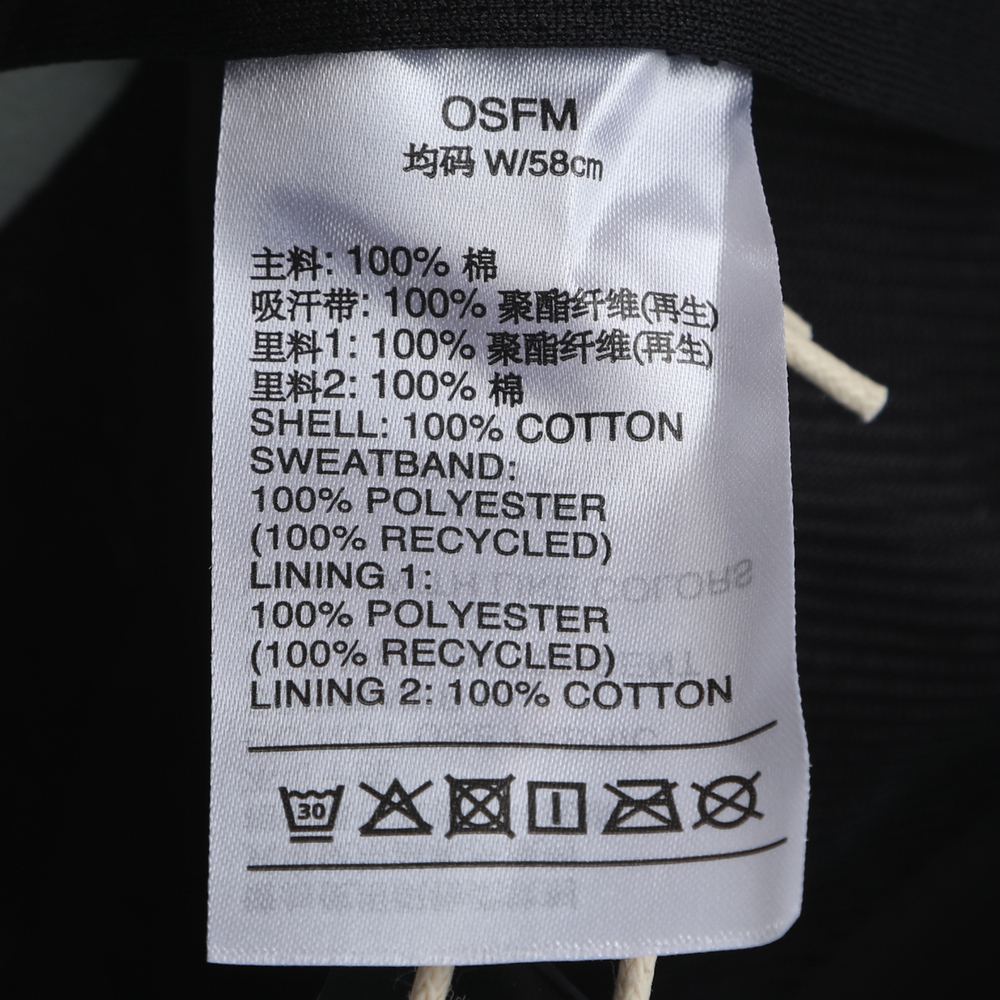 OSFM
均码 W/58cm
主料: 100% 棉
吸汗带: 100% 聚酯纤维(再生)
里料1: 100% 聚酯纤维(再生)
里料2: 100% 棉
SHELL: 100% COTTON
SWEATBAND:
100% POLYESTER
(100% RECYCLED)
LINING 1:
100% POLYESTER
(100% RECYCLED)
LINING 2: 100% COTTON
30